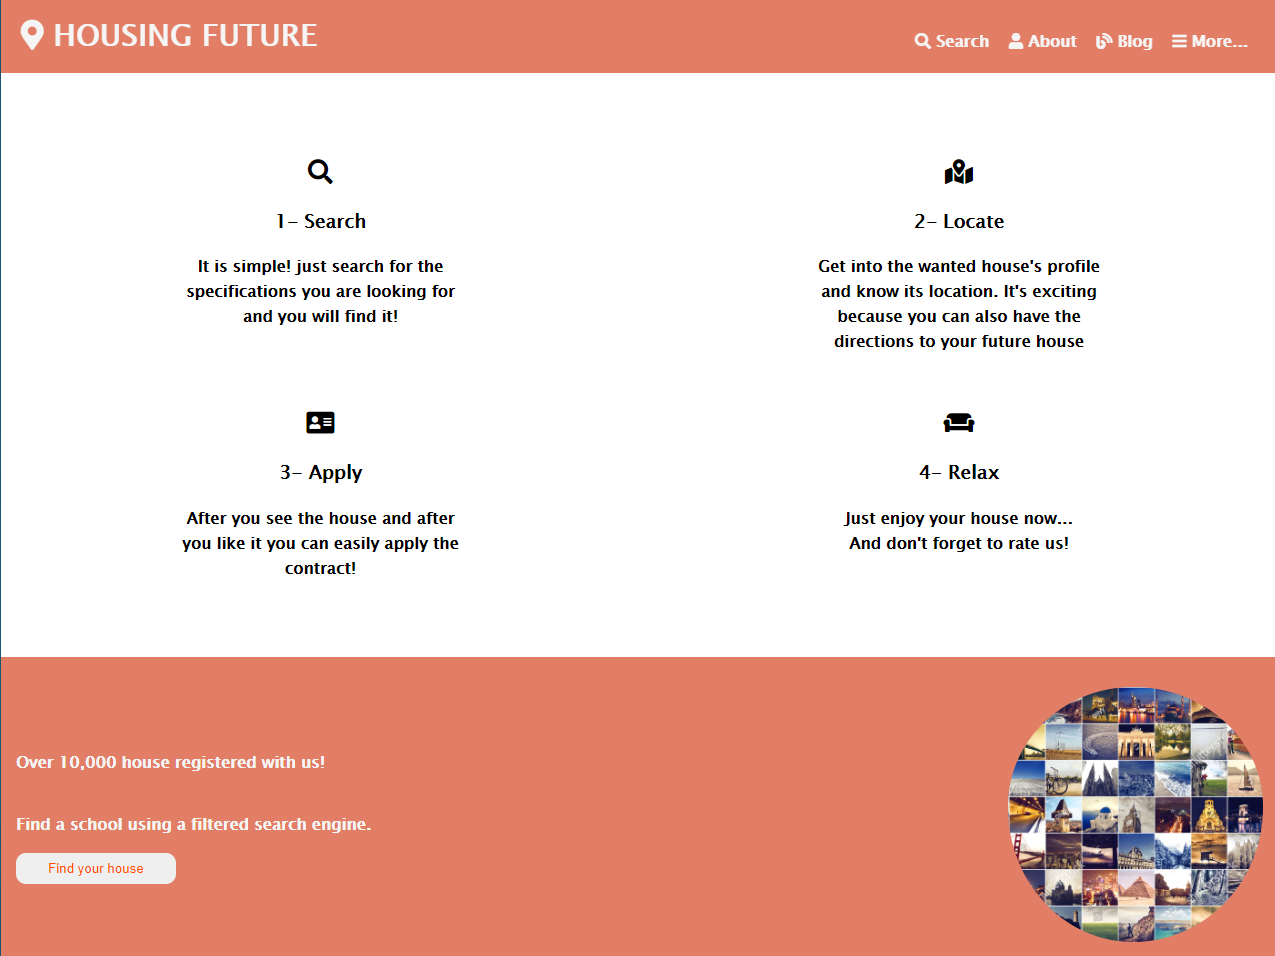 HOUSING FUTURE
Search About Blog More...
1- Search
It is simple! just search for the
specifications you are looking for
and you will find it!
2- Locate
Get into the wanted house's profile
and know its location. It's exciting
because you can also have the
directions to your future house
3- Apply
After you see the house and after
you like it you can easily apply the
contract!
4- Relax
Just enjoy your house now...
And don't forget to rate us!
Over 10,000 house registered with us!
Find a school using a filtered search engine.
Find your house